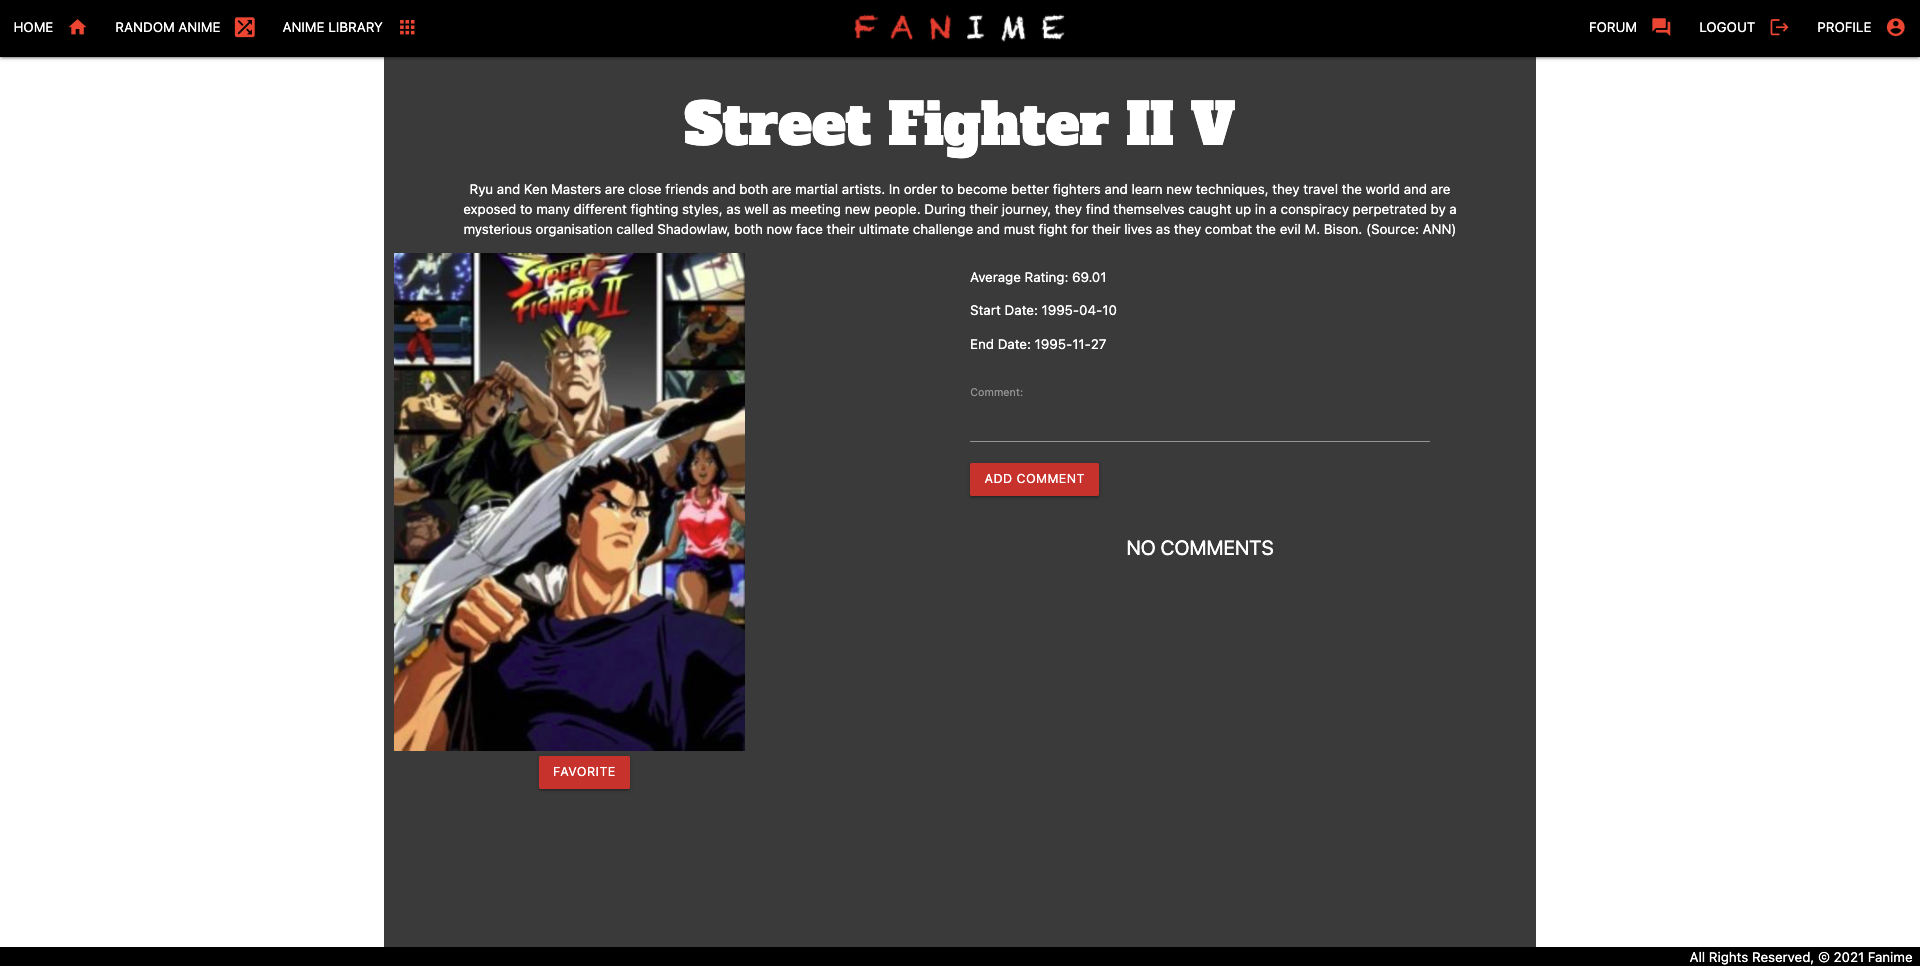 HOME RANDOM ANIME ANIME LIBRARY FANIME FORUM LOGOUT PROFILE
Street Fighter II V
Ryu and Ken Masters are close friends and both are martial artists. In order to become better fighters and learn new techniques, they travel the world and are
exposed to many different fighting styles, as well as meeting new people. During their journey, they find themselves caught up in a conspiracy perpetrated by a
mysterious organisation called Shadowlaw, both now face their ultimate challenge and must fight for their lives as they combat the evil M. Bison. (Source: ANN)
STREET
FIGHTER II
V
Average Rating: 69.01
Start Date: 1995-04-10
End Date: 1995-11-27
Comment:
ADD COMMENT
NO COMMENTS
FAVORITE
All Rights Reserved, © 2021 Fanime